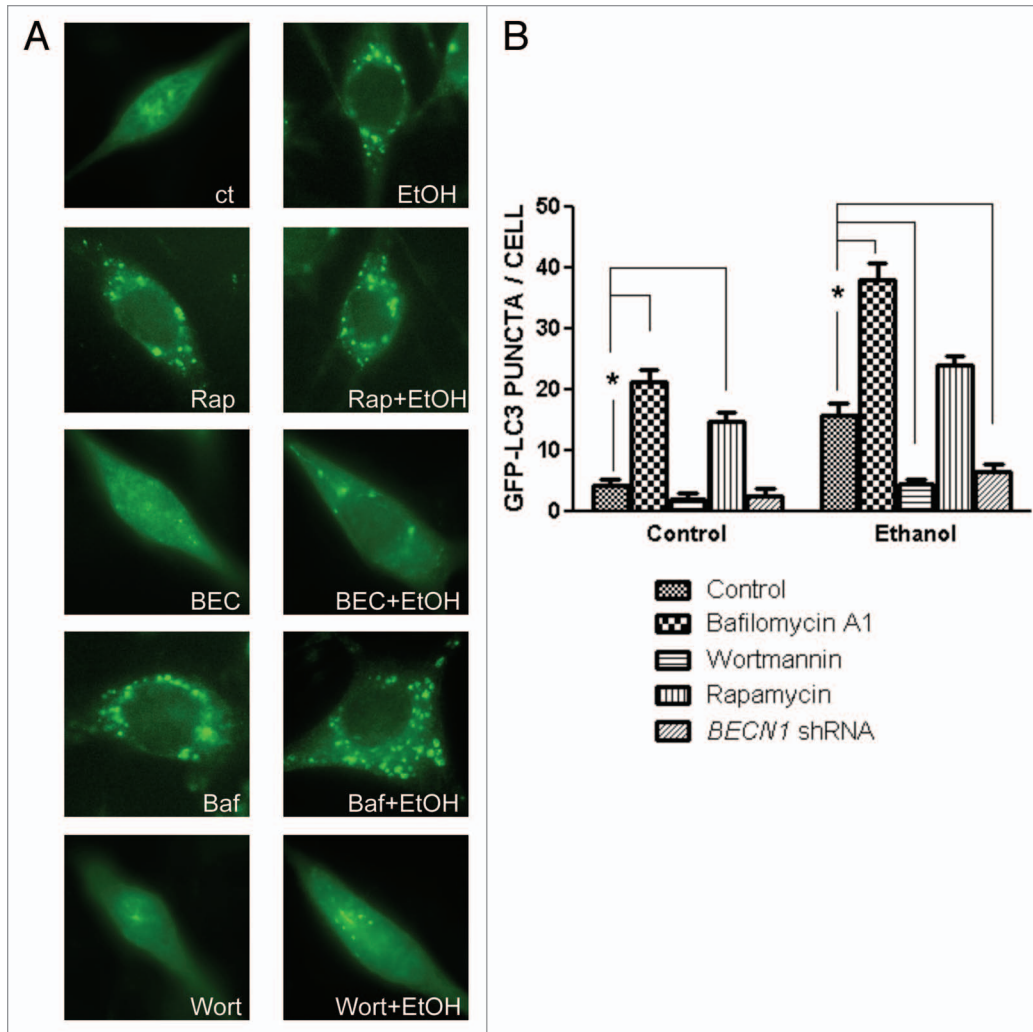 A
ct
EtOH
Rap
Rap+EtOH
BEC
BEC+EtOH
Baf
Baf+EtOH
Wort
Wort+EtOH
B
GFP-LC3 PUNCTA / CELL
50
40
30
20
10
0
*
*
Control
Ethanol
Control
Bafilomycin A1
Wortmannin
Rapamycin
BECN1 shRNA